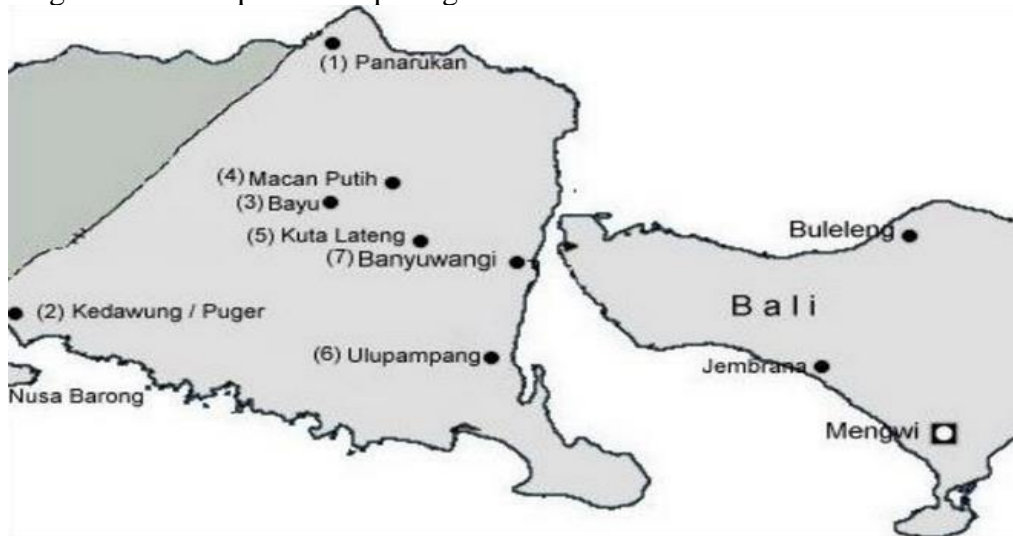 (1) Panarukan
(4) Macan Putih
(3) Bayu
(5) Kuta Lateng
(7) Banyuwangi
Buleleng
Bali
(2) Kedawung / Puger
(6) Ulupampang
Jembrana
Nusa Barong
Mengwi